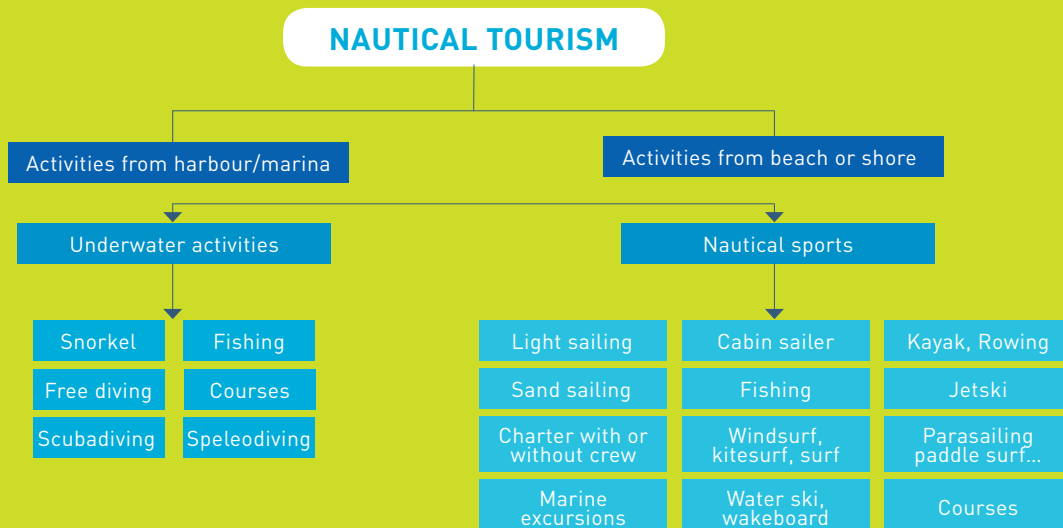 NAUTICAL TOURISM
Activities from harbour/marina
Activities from beach or shore
Underwater activities
Nautical sports
Snorkel
Fishing
Free diving
Courses
Scubadiving
Speleodiving
Light sailing
Cabin sailer
Kayak, Rowing
Sand sailing
Fishing
Jetski
Charter with or
without crew
Windsurf,
kitesurf, surf
Parasailing
paddle surf...
Marine
excursions
Water ski,
wakeboard
Courses